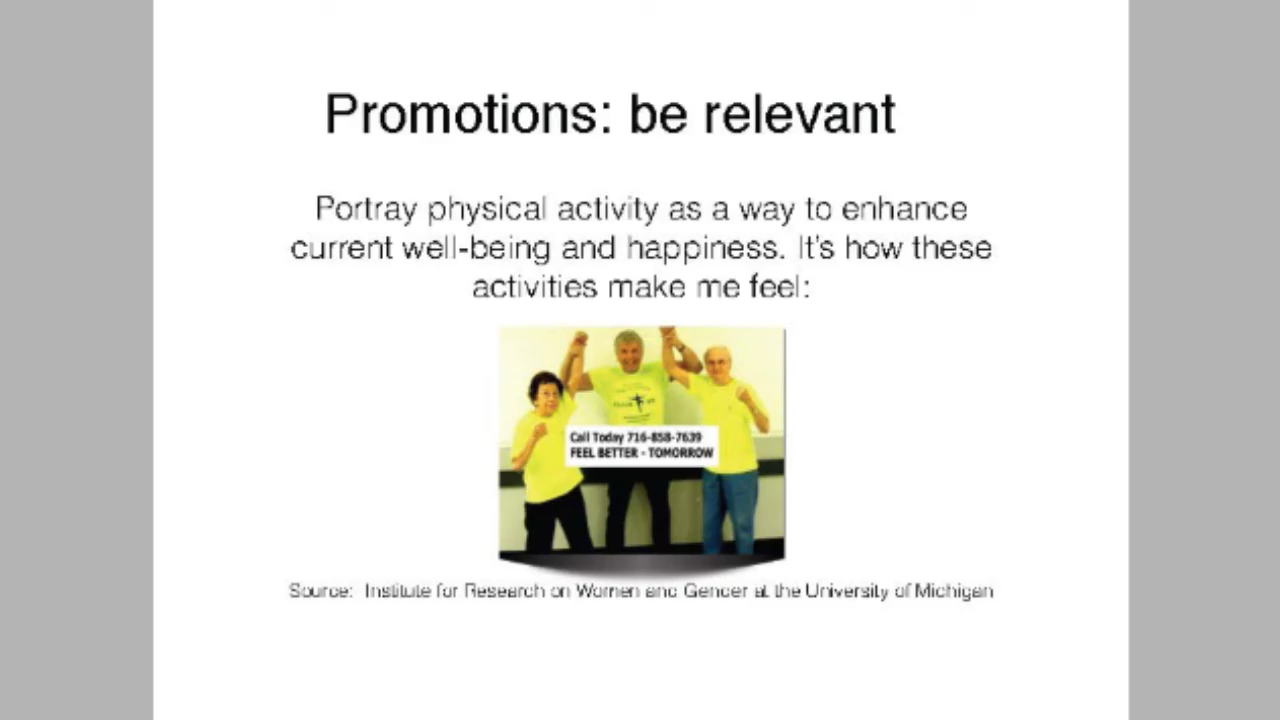 Promotions: be relevant
Portray physical activity as a way to enhance
current well-being and happiness. It's how these
activities make me feel:
Call Today 716-858-7639
FEEL BETTER - TOMORROW
Source: Institute for Research on Women and Gender at the University of Michigan